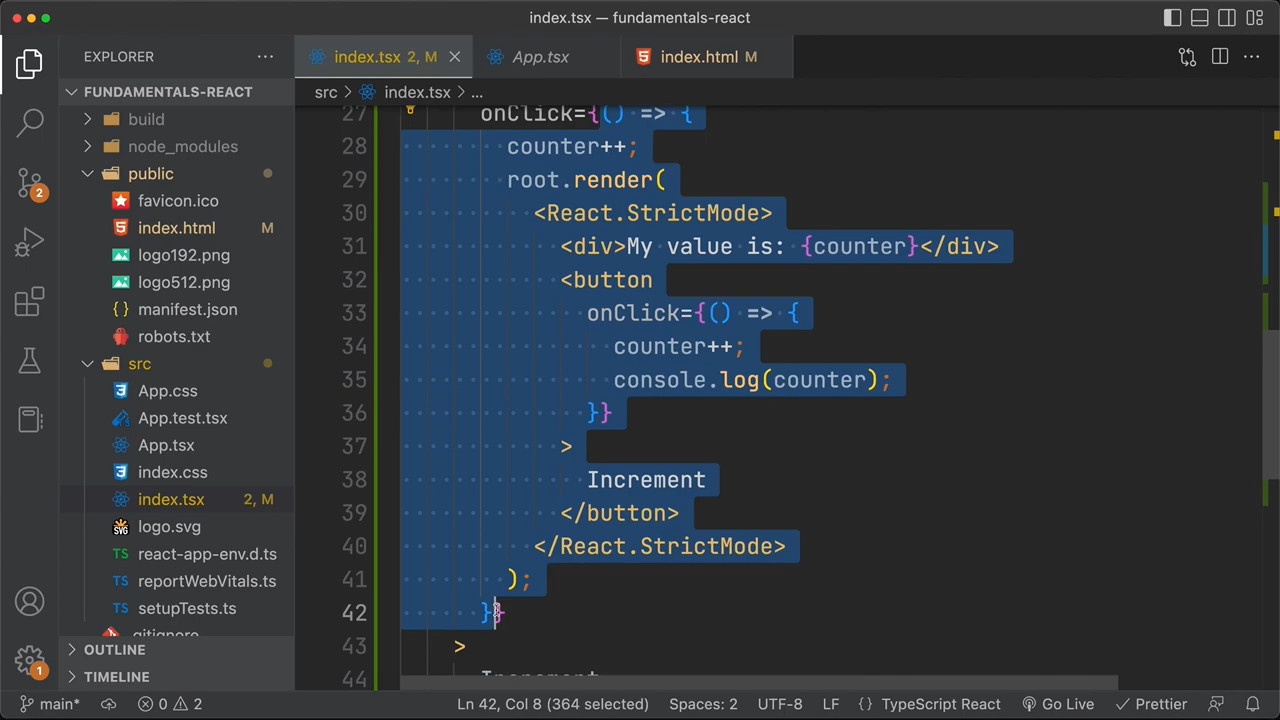 index.tsx — fundamentals-react
EXPLORER
index.tsx 2, M
App.tsx
index.html M
FUNDAMENTALS-REACT
src > index.tsx > ...
build
node_modules
public
favicon.ico
index.html M
logo192.png
logo512.png
manifest.json
robots.txt
src
App.css
App.test.tsx
App.tsx
index.css
index.tsx 2, M
logo.svg
react-app-env.d.ts
reportWebVitals.ts
setupTests.ts
.gitignore
OUTLINE
TIMELINE
2
1
27 onClick={() => {
28 counter++;
29 root.render(
30 <React.StrictMode>
31 <div>My value is: {counter}</div>
32 <button
33 onClick={() => {
34 counter++;
35 console.log(counter);
36 }}
37 >
38 Increment
39 </button>
40 </React.StrictMode>
41 );
42 }}
43 >
44 Increment
main* 0 2 Ln 42, Col 8 (364 selected) Spaces: 2 UTF-8 LF {} TypeScript React Go Live Prettier